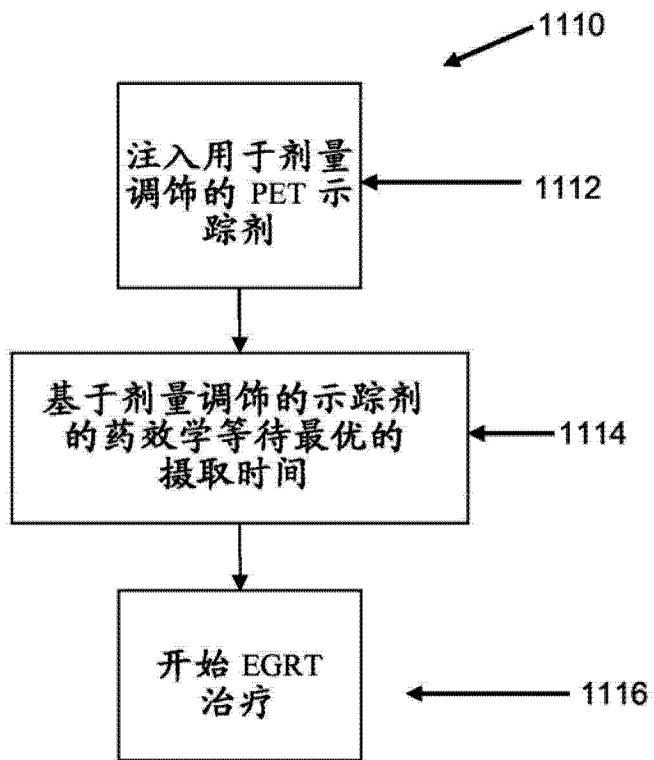 1110
注入用于剂量
调饰的 PET 示
踪剂
1112
基于剂量调饰的示踪剂
的药效学等待最优的
摄取时间
1114
开始 EGRT
治疗
1116